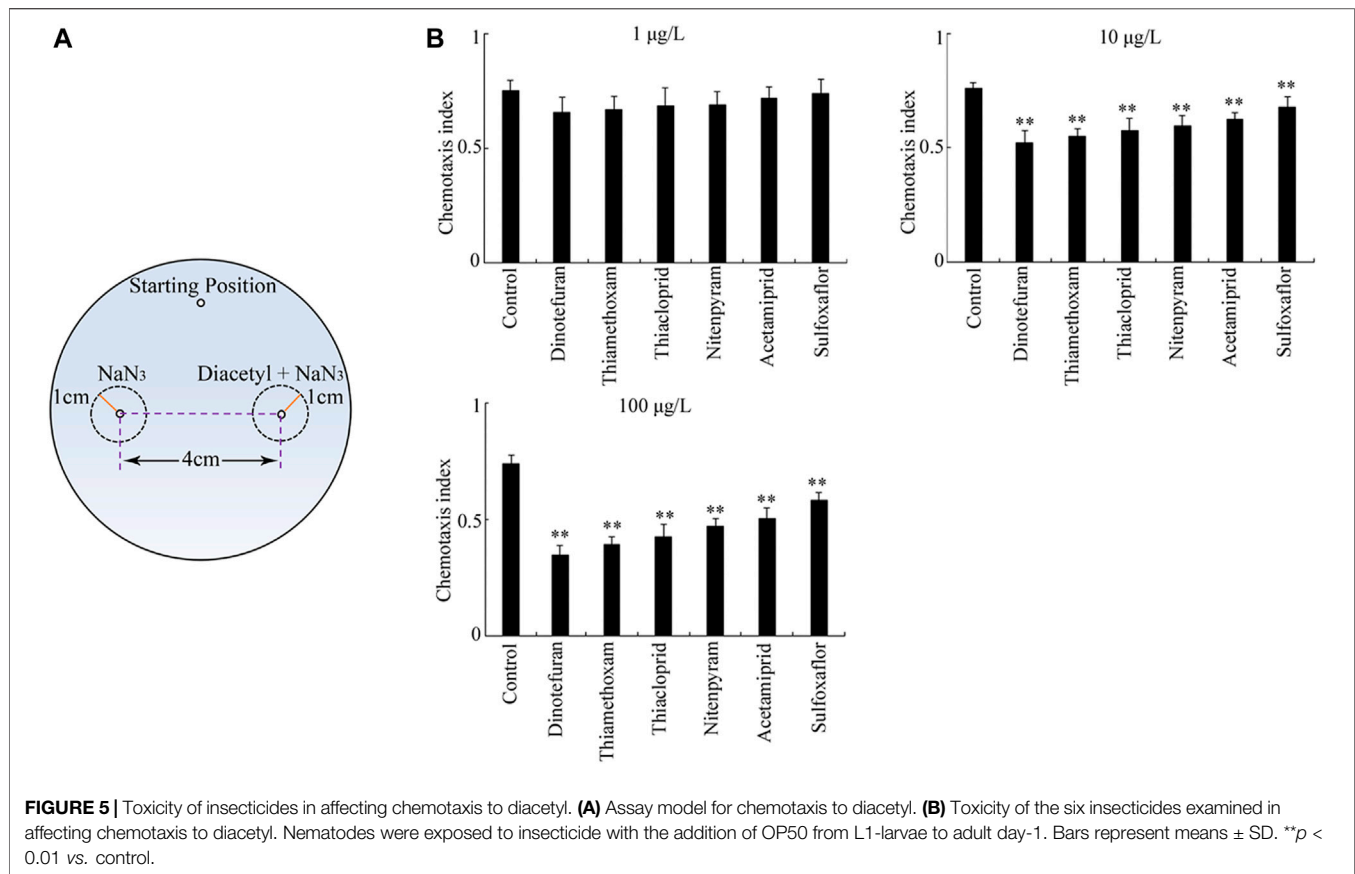 A
Starting Position
NaN3
Diacetyl + NaN3
1cm
1cm
4cm
B
1 μg/L
Chemotaxis index
1
0.5
0
Control
Dinotefuran
Thiamethoxam
Thiacloprid
Nitenpyram
Acetamiprid
Sulfoxaflor
10 μg/L
Chemotaxis index
1
0.5
0
** ** ** ** ** **
Control
Dinotefuran
Thiamethoxam
Thiacloprid
Nitenpyram
Acetamiprid
Sulfoxaflor
100 μg/L
Chemotaxis index
1
0.5
0
** ** ** ** ** **
Control
Dinotefuran
Thiamethoxam
Thiacloprid
Nitenpyram
Acetamiprid
Sulfoxaflor
FIGURE 5 | Toxicity of insecticides in affecting chemotaxis to diacetyl. (A) Assay model for chemotaxis to diacetyl. (B) Toxicity of the six insecticides examined in
affecting chemotaxis to diacetyl. Nematodes were exposed to insecticide with the addition of OP50 from L1-larvae to adult day-1. Bars represent means ± SD. **p <
0.01 vs. control.